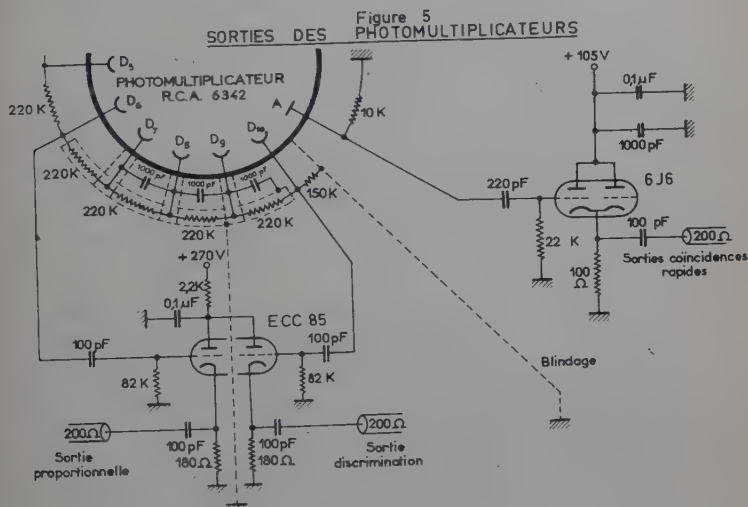 Figure 5
SORTIES DES PHOTOMULTIPLICATEURS
D5
PHOTOMULTIPLICATEUR
R.C.A. 6342
D6
D7
D8
D9
D10
A
220 K
10K
220K
220 K
220 K
220 K
150K
1000 pF
1000 pF
1000 pF
+105V
0,1µF
1000pF
6J6
220pF
22 K
100 pF
200Ω
Sorties coïncidences
rapides
100
Ω
+270V
2,2K
0,1µF
ECC 85
100pF
100pF
82 K
82 K
Blindage
200Ω
100pF
180Ω
100pF
180Ω
200Ω
Sortie
proportionnelle
Sortie
discrimination